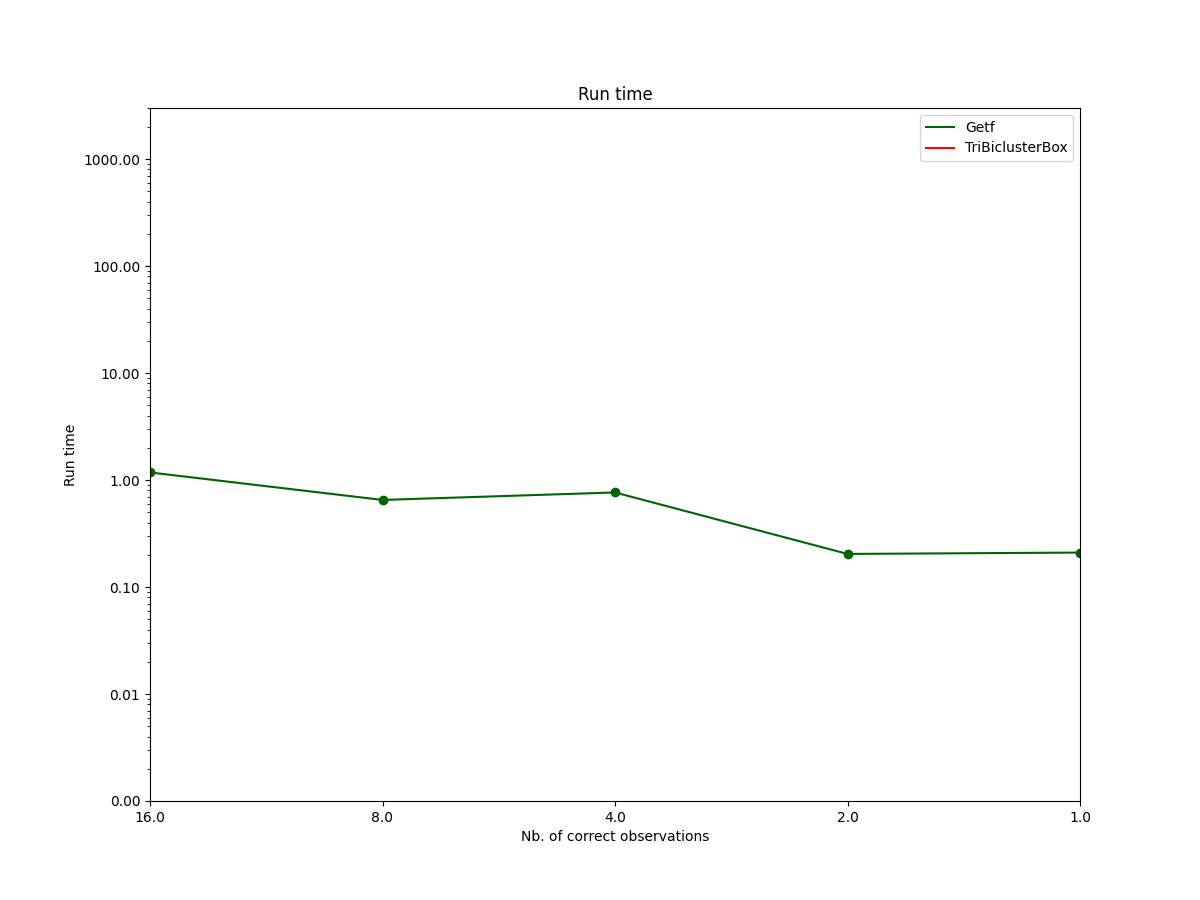 Run time
Getf
TriBiclusterBox
1000.00
100.00
10.00
1.00
0.10
0.01
0.00
Run time
16.0 8.0 4.0 2.0 1.0
Nb. of correct observations